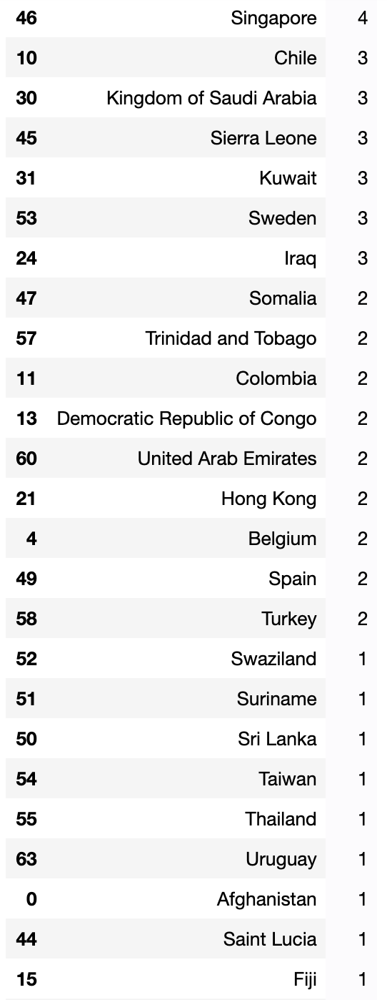 46 Singapore 4
10 Chile 3
30 Kingdom of Saudi Arabia 3
45 Sierra Leone 3
31 Kuwait 3
53 Sweden 3
24 Iraq 3
47 Somalia 2
57 Trinidad and Tobago 2
11 Colombia 2
13 Democratic Republic of Congo 2
60 United Arab Emirates 2
21 Hong Kong 2
4 Belgium 2
49 Spain 2
58 Turkey 2
52 Swaziland 1
51 Suriname 1
50 Sri Lanka 1
54 Taiwan 1
55 Thailand 1
63 Uruguay 1
0 Afghanistan 1
44 Saint Lucia 1
15 Fiji 1